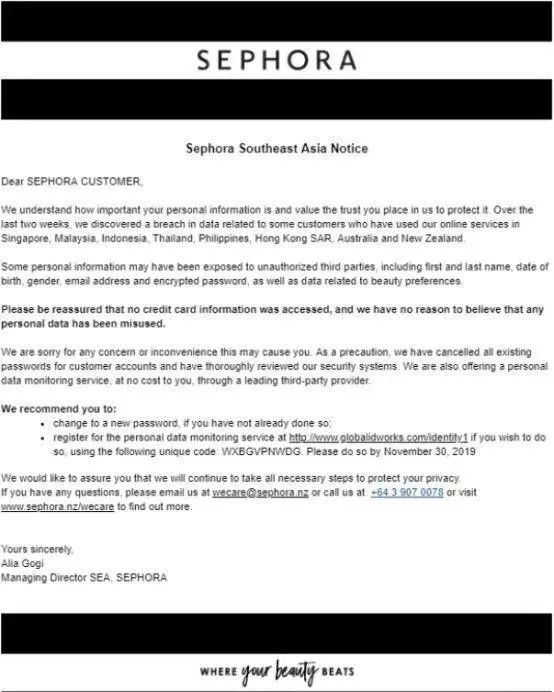 SEPHORA
Sephora Southeast Asia Notice
Dear SEPHORA CUSTOMER,
We understand how important your personal information is and value the trust you place in us to protect it. Over the
last two weeks, we discovered a breach in data related to some customers who have used our online services in
Singapore, Malaysia, Indonesia, Thailand, Philippines, Hong Kong SAR, Australia and New Zealand.
Some personal information may have been exposed to unauthorized third parties, including first and last name, date of
birth, gender, email address and encrypted password, as well as data related to beauty preferences.
Please be reassured that no credit card information was accessed, and we have no reason to believe that any
personal data has been misused.
We are sorry for any concern or inconvenience this may cause you. As a precaution, we have cancelled all existing
passwords for customer accounts and have thoroughly reviewed our security systems. We are also offering a personal
data monitoring service, at no cost to you, through a leading third-party provider.
We recommend you to:
• change to a new password, if you have not already done so;
• register for the personal data monitoring service at http://www.globalidworks.com/identity1 if you wish to do
so, using the following unique code: WXBGVPNWDG. Please do so by November 30, 2019
We would like to assure you that we will continue to take all necessary steps to protect your privacy.
If you have any questions, please email us at wecare@sephora.nz or call us at +64 3 907 0078 or visit
www.sephora.nz/wecare to find out more.
Yours sincerely,
Alia Gogi
Managing Director SEA, SEPHORA
WHERE your beauty BEATS